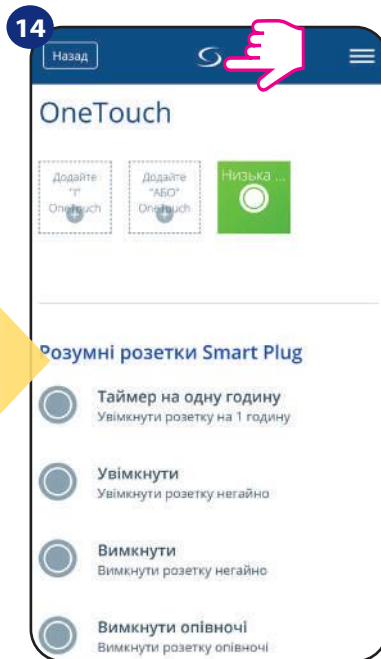 14
Назад
OneTouch
Додайте
"І"
OneTouch
Додайте
"АБО"
OneTouch
Низька ...
Розумні розетки Smart Plug
Таймер на одну годину
Увімкнути розетку на 1 годину
Увімкнути
Увімкнути розетку негайно
Вимкнути
Вимкнути розетку негайно
Вимкнути опівночі
Вимкнути розетку опівночі